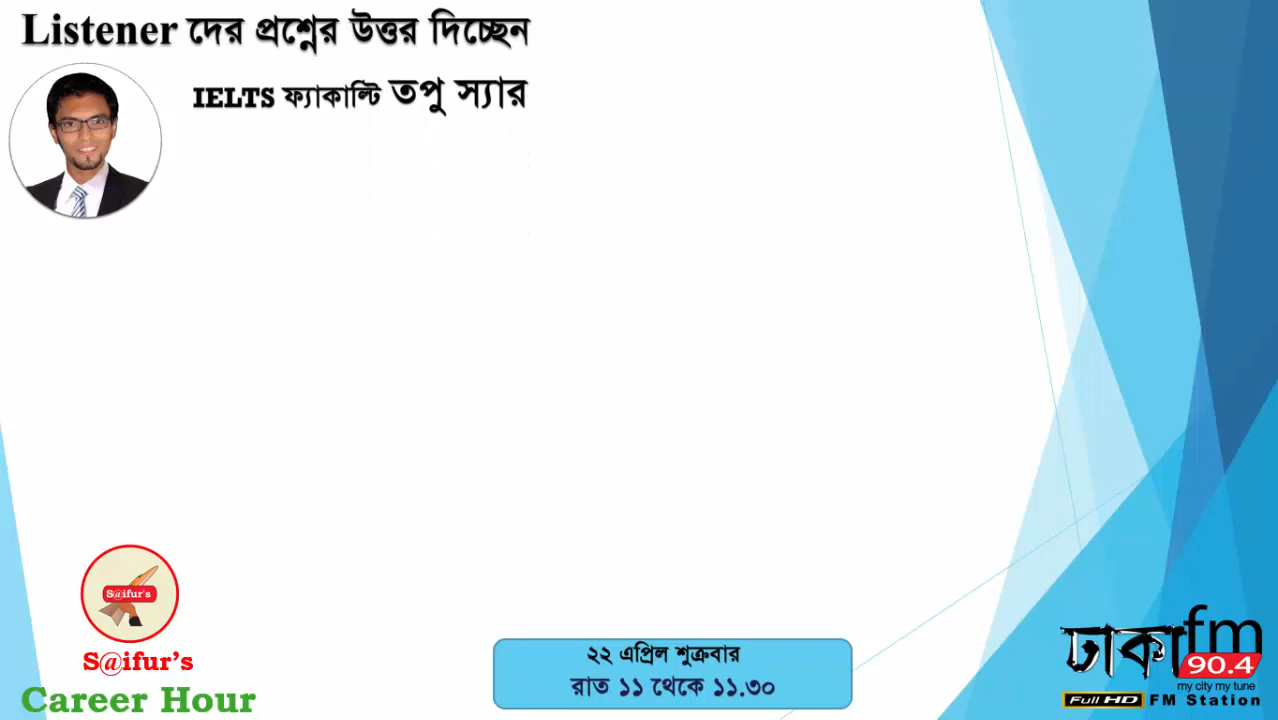 Listener দের প্রশ্নের উত্তর দিচ্ছেন
IELTS ফ্যাকাল্টি তপু স্যার
S@ifur's
S@ifur's
Career Hour
২২ এপ্রিল শুক্রবার
রাত ১১ থেকে ১১.৩০
ঢাকা fm
90.4
my city my tune
Full HD FM Station